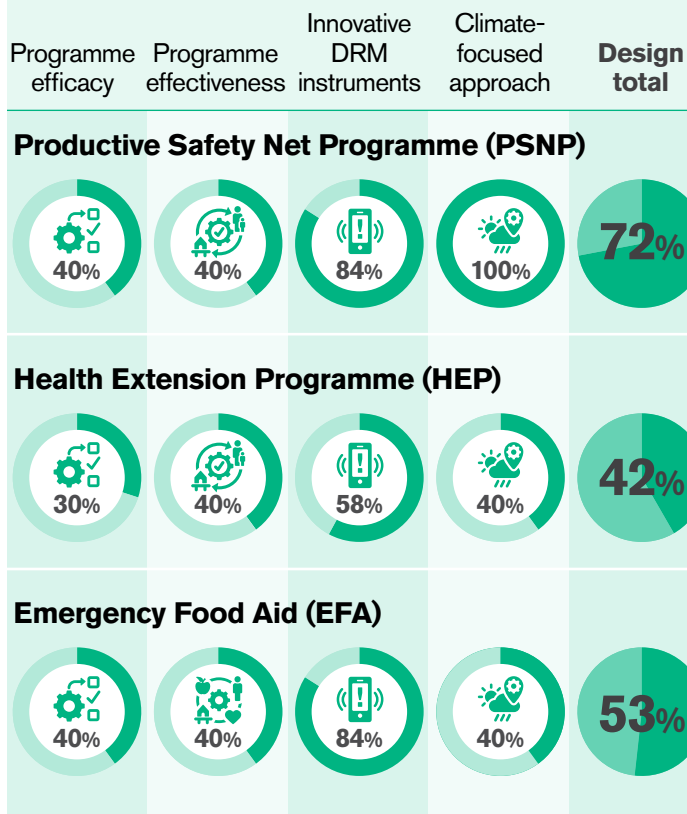 Programme efficacy
Programme effectiveness
Innovative DRM instruments
Climate-focused approach
Design total
Productive Safety Net Programme (PSNP)
40%
40%
84%
100%
72%
Health Extension Programme (HEP)
30%
40%
58%
40%
42%
Emergency Food Aid (EFA)
40%
40%
84%
40%
53%